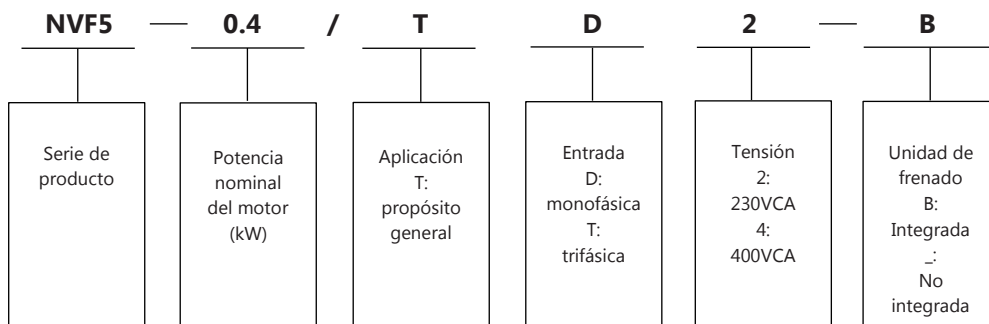 NVF5 — 0.4 / T D 2 — B
Serie de
producto
Potencia
nominal
del motor
(kW)
Aplicación
T:
propósito
general
Entrada
D:
monofásica
T:
trifásica
Tensión
2:
230VCA
4:
400VCA
Unidad de
frenado
B:
Integrada
_:
No
integrada